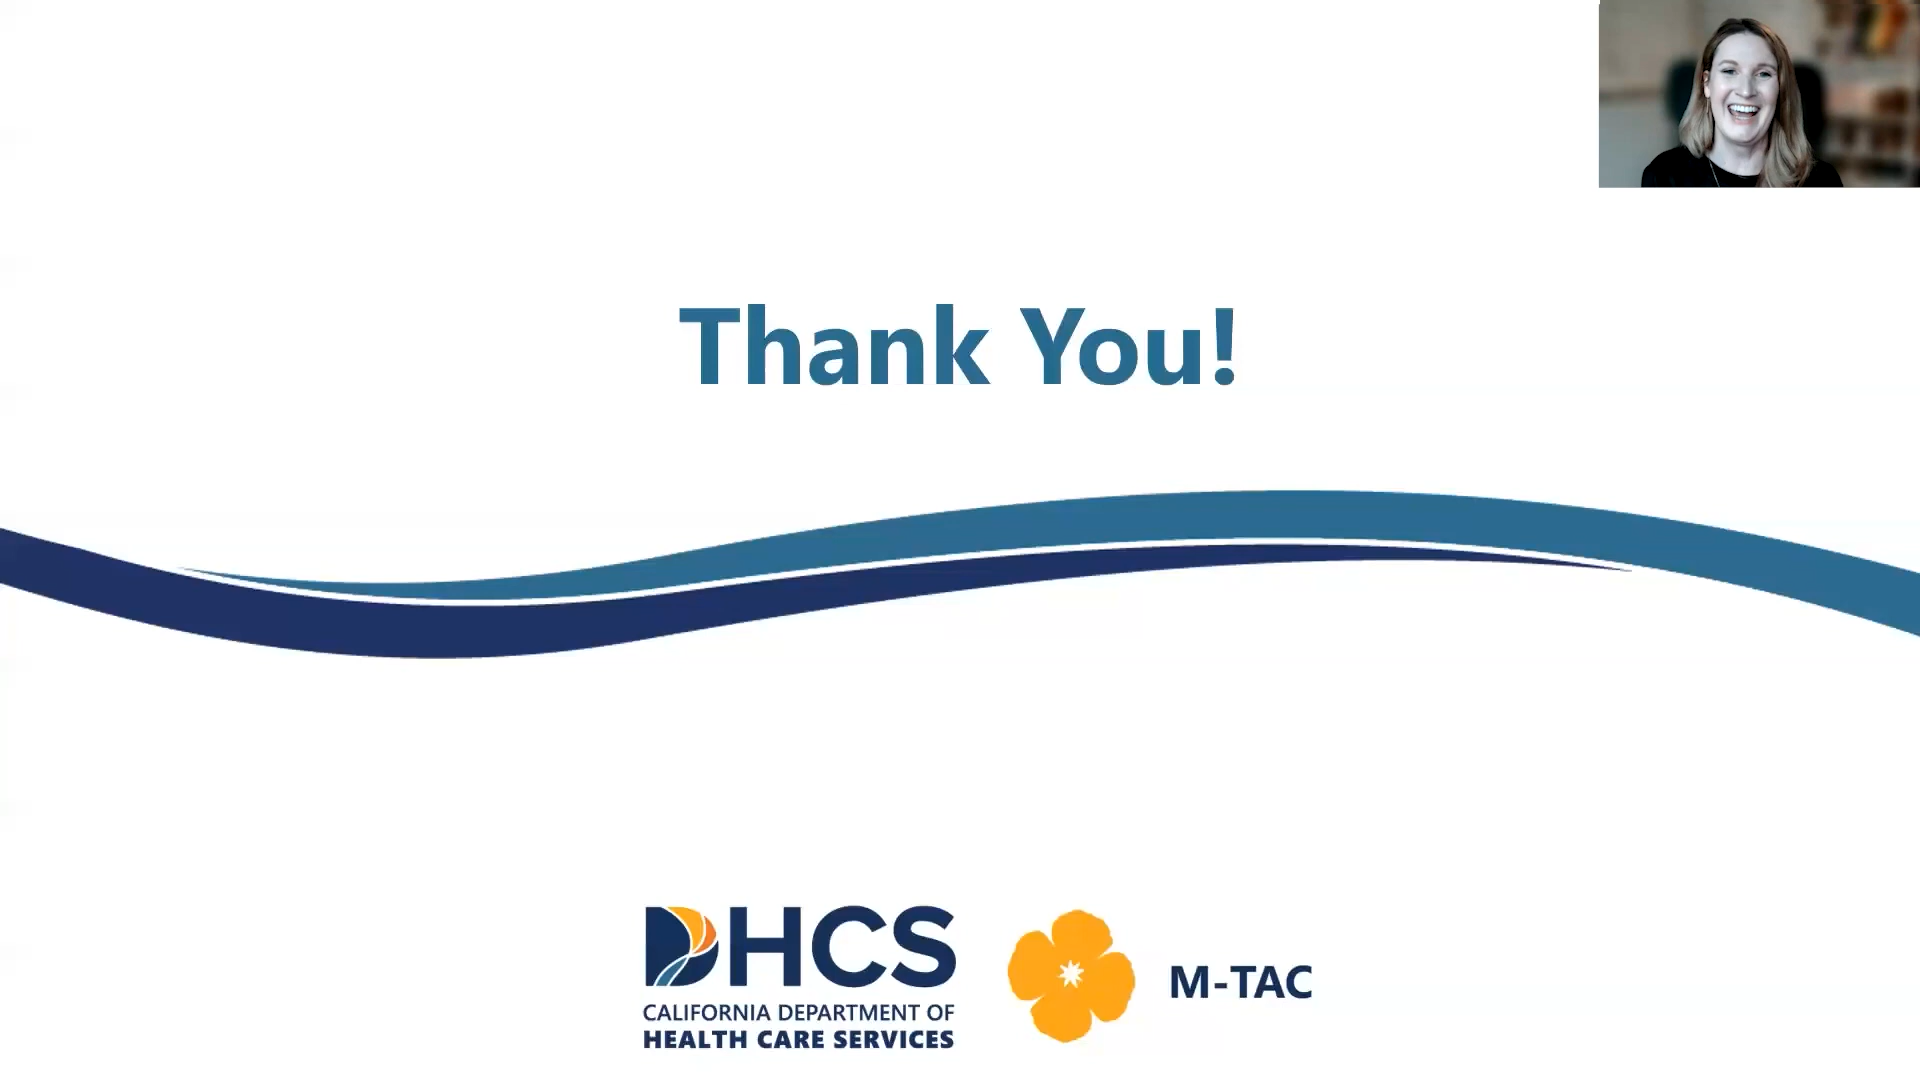 Thank You!
DHCS
CALIFORNIA DEPARTMENT OF
HEALTH CARE SERVICES
M-TAC